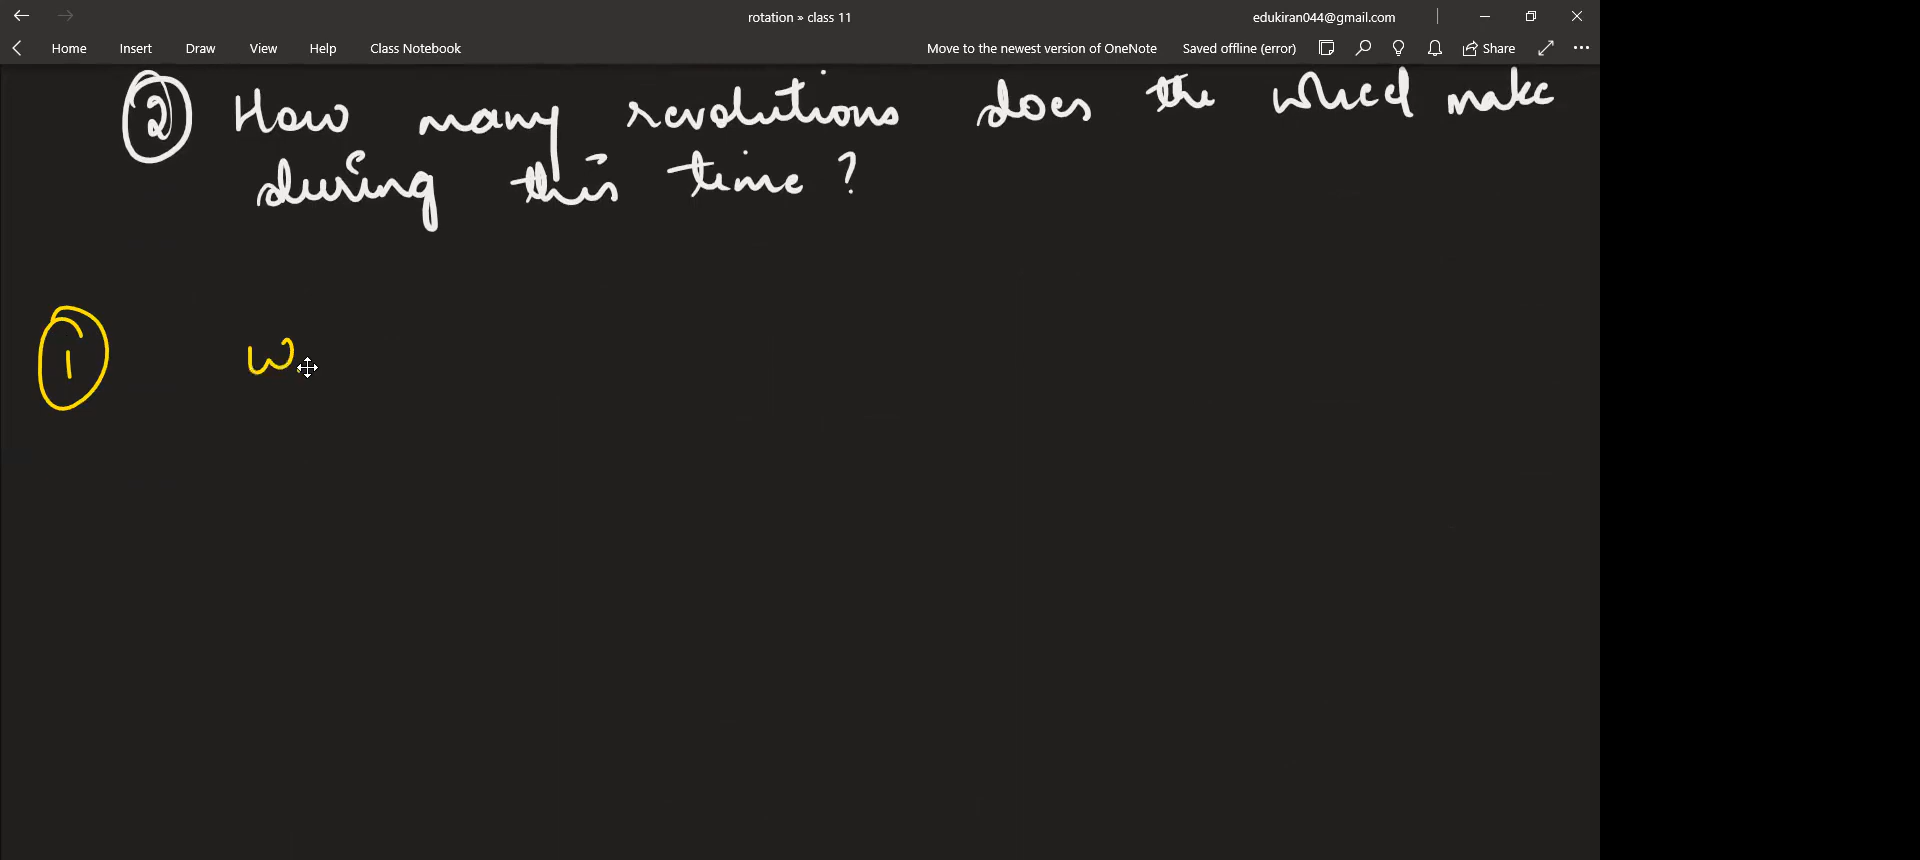 rotation » class 11
edukiran044@gmail.com
Home Insert Draw View Help Class Notebook Move to the newest version of OneNote Saved offline (error) Share
② How many revolutions does the wheel make
during this time ?
① ω